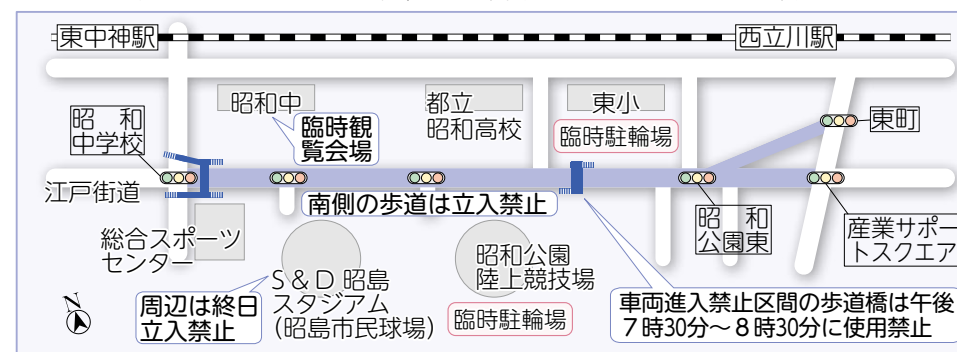 東中神駅
西立川駅
昭和中
都立
昭和高校
東小
臨時駐輪場
東町
昭和
中学校
臨時観
覧会場
江戸街道
南側の歩道は立入禁止
昭和
公園東
産業サポー
トスクエア
総合スポーツ
センター
S&D昭島
スタジアム
(昭島市民球場)
昭和公園
陸上競技場
臨時駐輪場
周辺は終日
立入禁止
車両進入禁止区間の歩道橋は午後
7時30分~8時30分に使用禁止
N